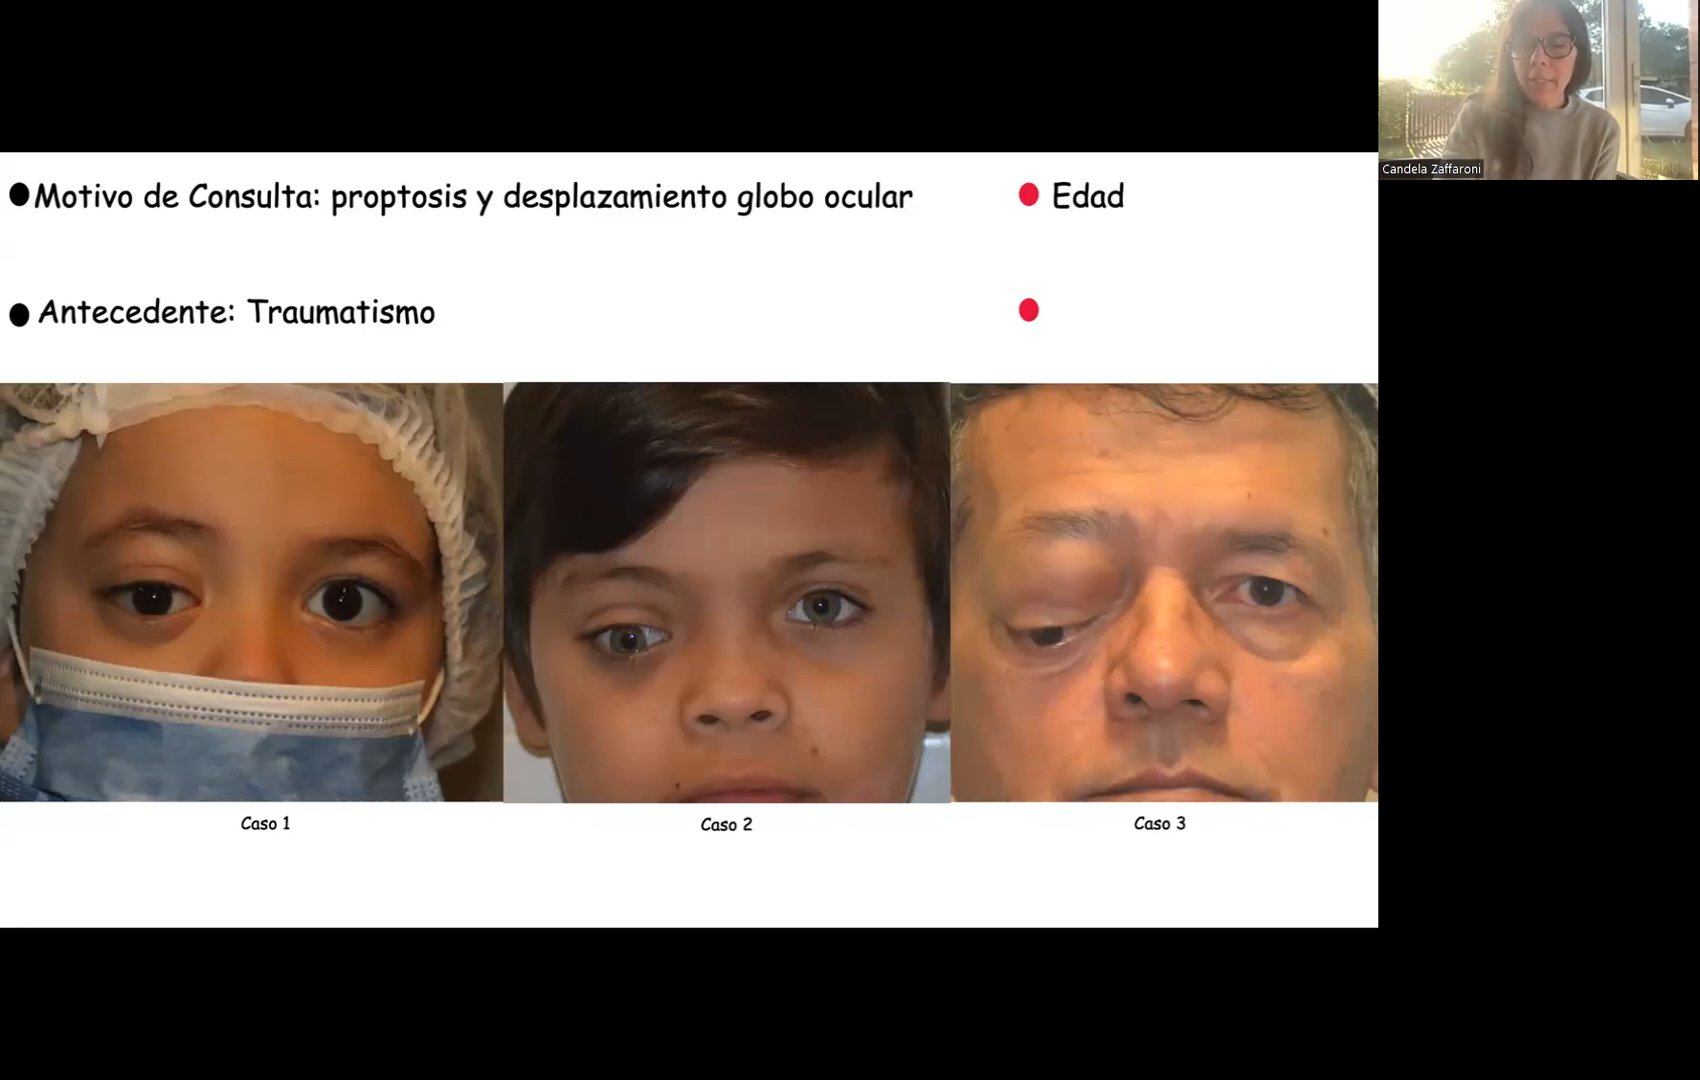 Motivo de Consulta: proptosis y desplazamiento globo ocular
Edad
Antecedente: Traumatismo
Caso 1
Caso 2
Caso 3
Candela Zaffaroni